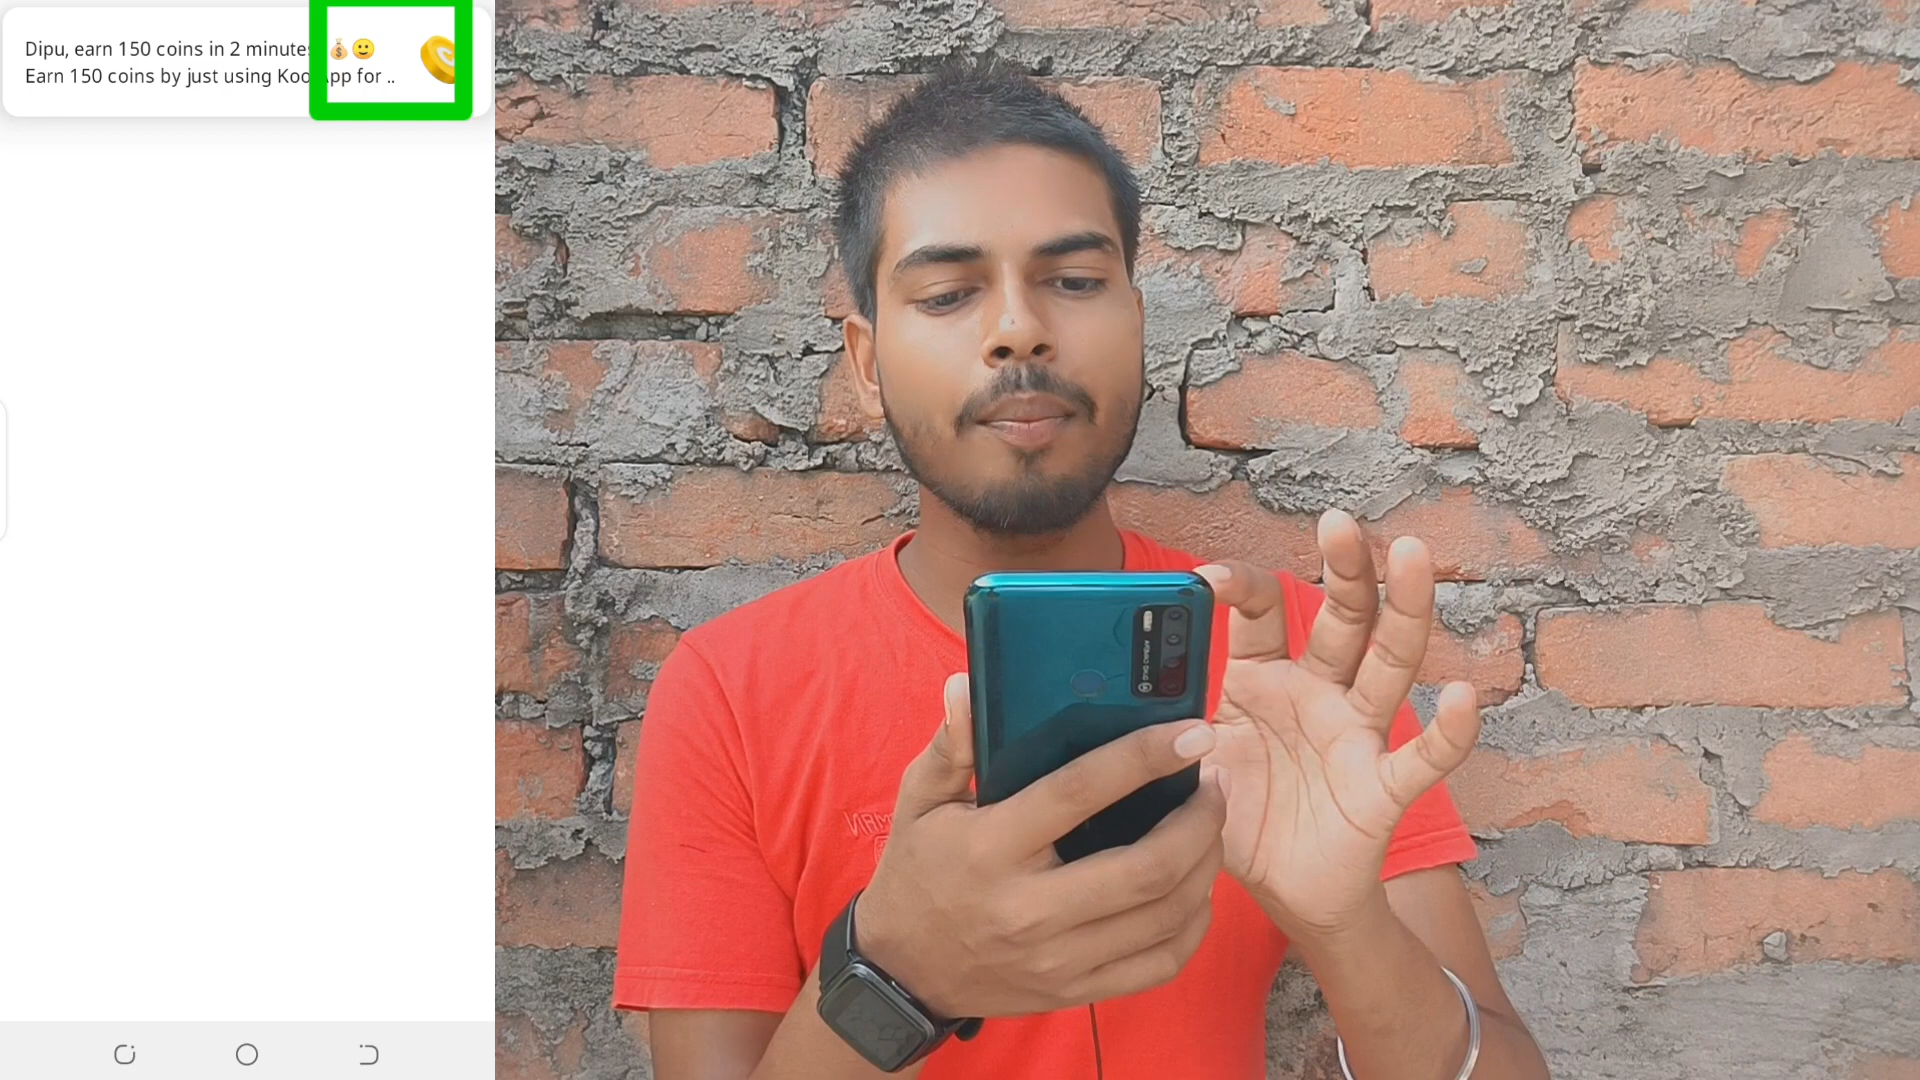 Dipu, earn 150 coins in 2 minutes 💰🙂
Earn 150 coins by just using Koo App for ..